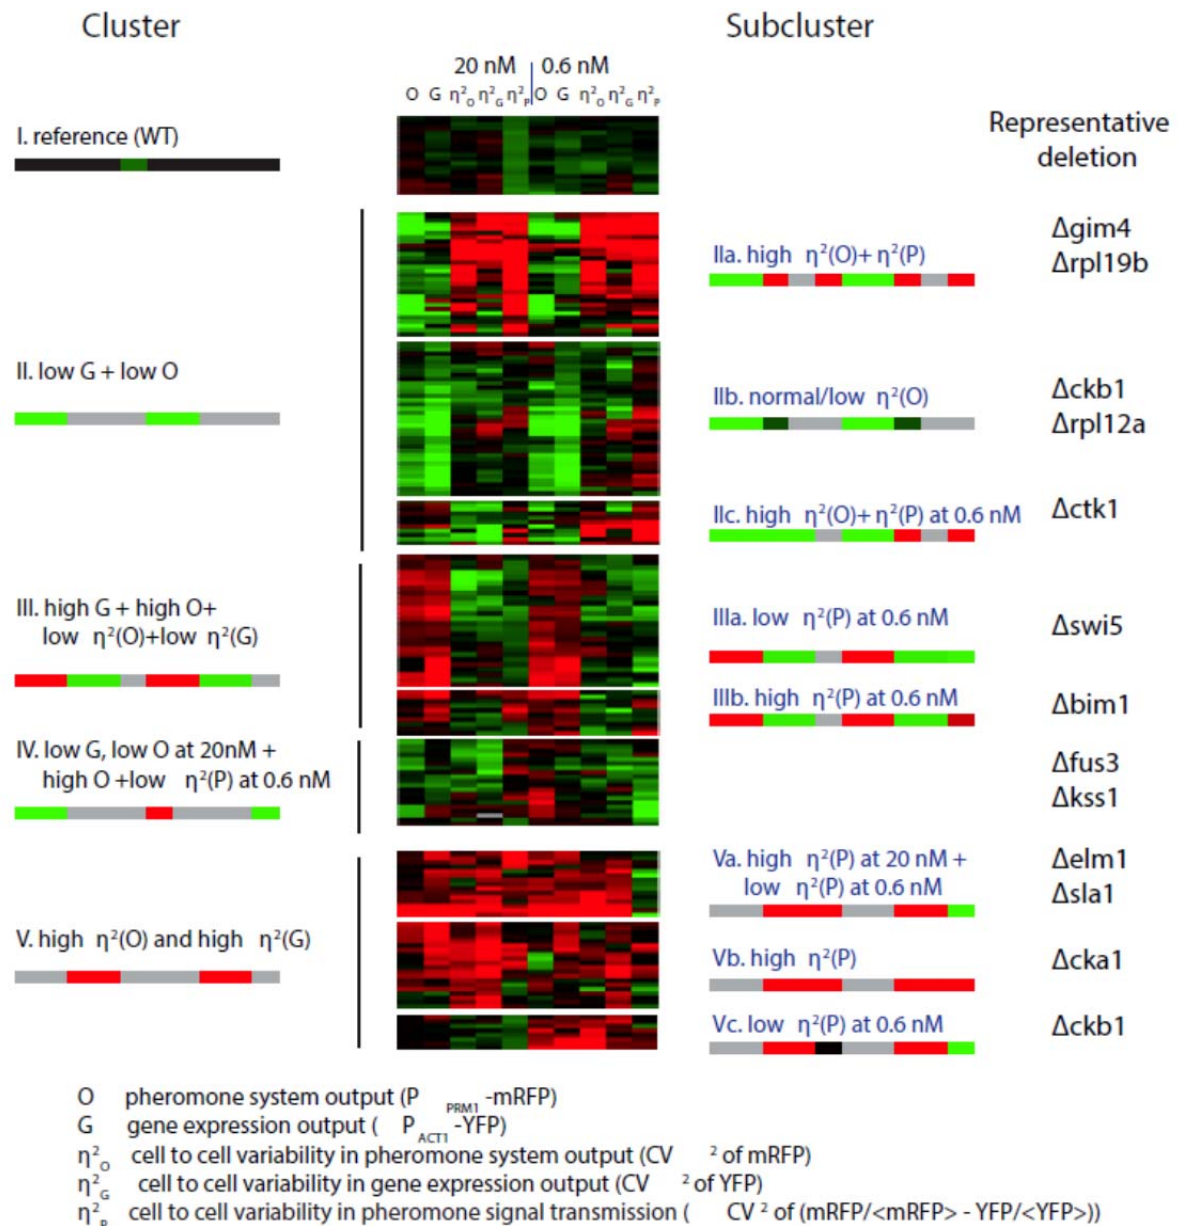 Cluster
Subcluster
20 nM 0.6 nM
O G η²O η²G η²P O G η²O η²G η²P
Representative
deletion
I. reference (WT)
Δgim4
Δrpl19b
IIa. high η²(O)+ η²(P)
II. low G + low O
IIb. normal/low η²(O)
Δckb1
Δrpl12a
IIc. high η²(O)+ η²(P) at 0.6 nM
Δctk1
III. high G + high O+
low η²(O)+low η²(G)
IIIa. low η²(P) at 0.6 nM
Δswi5
IIIb. high η²(P) at 0.6 nM
Δbim1
IV. low G, low O at 20nM +
high O +low η²(P) at 0.6 nM
Δfus3
Δkss1
Va. high η²(P) at 20 nM +
low η²(P) at 0.6 nM
Δelm1
Δsla1
V. high η²(O) and high η²(G)
Vb. high η²(P)
Δcka1
Vc. low η²(P) at 0.6 nM
Δckb1
O pheromone system output (P PRM1 -mRFP)
G gene expression output ( P ACT1 -YFP)
η²O cell to cell variability in pheromone system output (CV ² of mRFP)
η²G cell to cell variability in gene expression output (CV ² of YFP)
η²P cell to cell variability in pheromone signal transmission ( CV ² of (mRFP/<mRFP> - YFP/<YFP>))